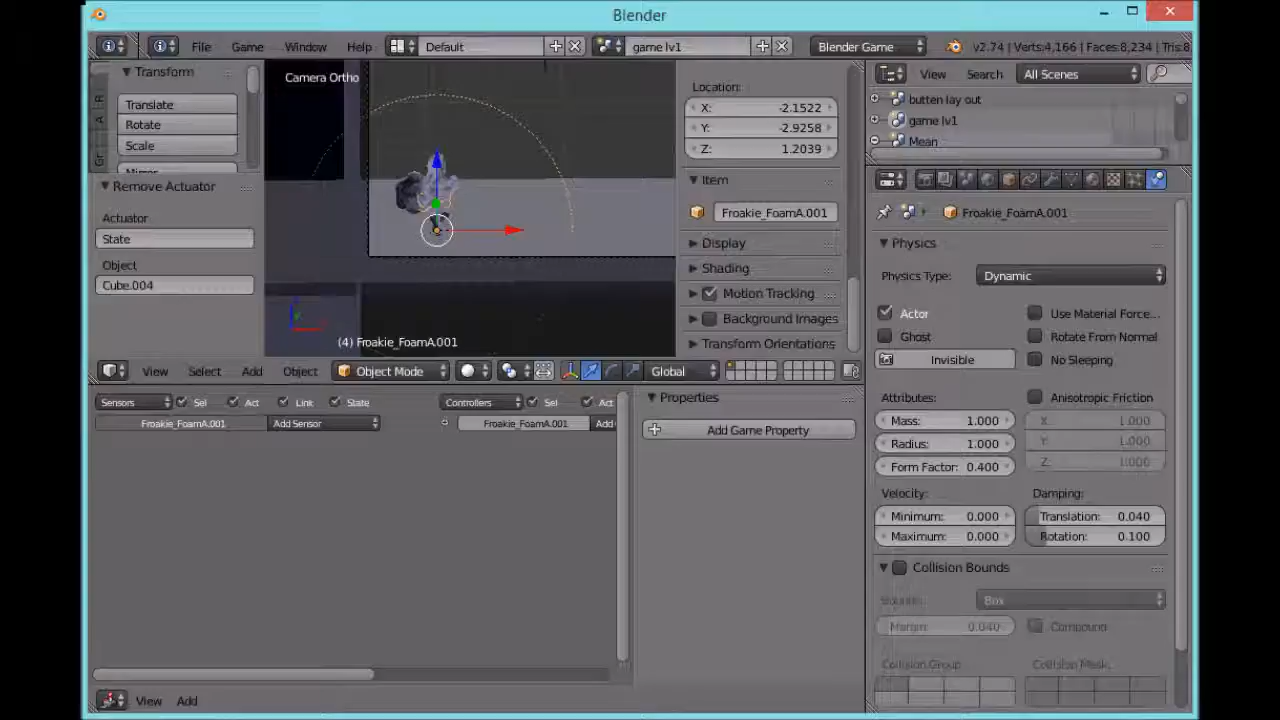 Blender
File Game Window Help Default game lv1 Blender Game v2.74 | Verts:4,166 | Faces:8,234 | Tris:8
Transform
Translate
Rotate
Scale
Remove Actuator
Actuator
State
Object
Cube.004
Camera Ortho
(4) Froakie_FoamA.001
Location:
X: -2.1522
Y: -2.9258
Z: 1.2039
Item
Froakie_FoamA.001
Display
Shading
Motion Tracking
Background Images
Transform Orientations
View Select Add Object Object Mode Global
Sensors Sel Act Link State Controllers Sel Act
Froakie_FoamA.001 Add Sensor Froakie_FoamA.001 Add
Properties
Add Game Property
View Add
View Search All Scenes
butten lay out
game lv1
Mean
Froakie_FoamA.001
Physics
Physics Type: Dynamic
Actor Use Material Force...
Ghost Rotate From Normal
Invisible No Sleeping
Attributes: Anisotropic Friction
Mass: 1.000 X: 1.000
Radius: 1.000 Y: 1.000
Form Factor: 0.400 Z: 1.000
Velocity: Damping:
Minimum: 0.000 Translation: 0.040
Maximum: 0.000 Rotation: 0.100
Collision Bounds
Bounds: Box
Margin: 0.040 Compound
Collision Group Collision Mask: